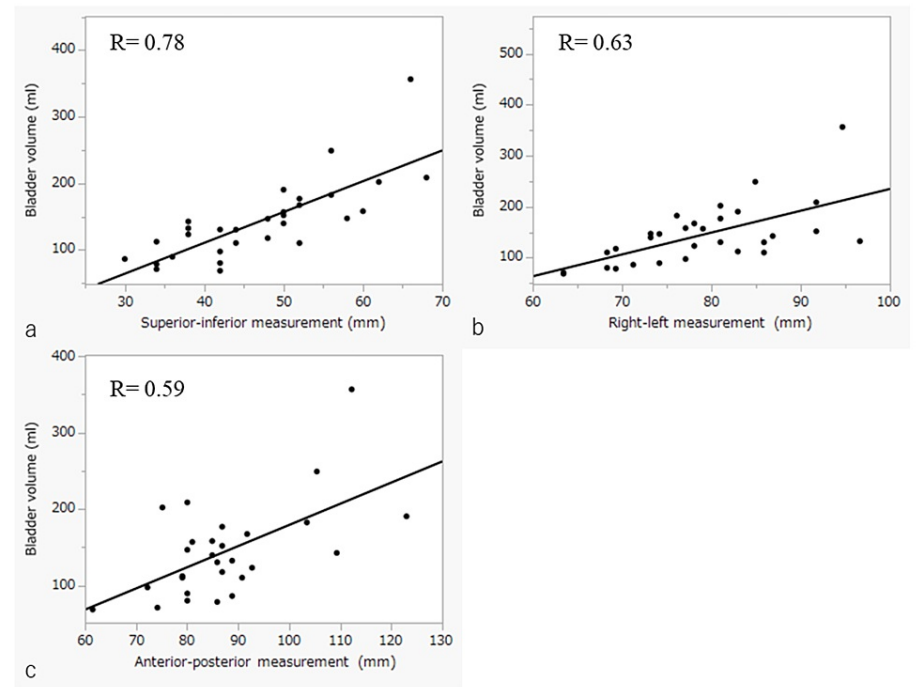 R= 0.78
400
300
200
100
Bladder volume (ml)
30 40 50 60 70
Superior-inferior measurement (mm)
a
R= 0.63
500
400
300
200
100
Bladder volume (ml)
60 70 80 90 100
Right-left measurement (mm)
b
R= 0.59
400
300
200
100
Bladder volume (ml)
60 70 80 90 100 110 120 130
Anterior-posterior measurement (mm)
c